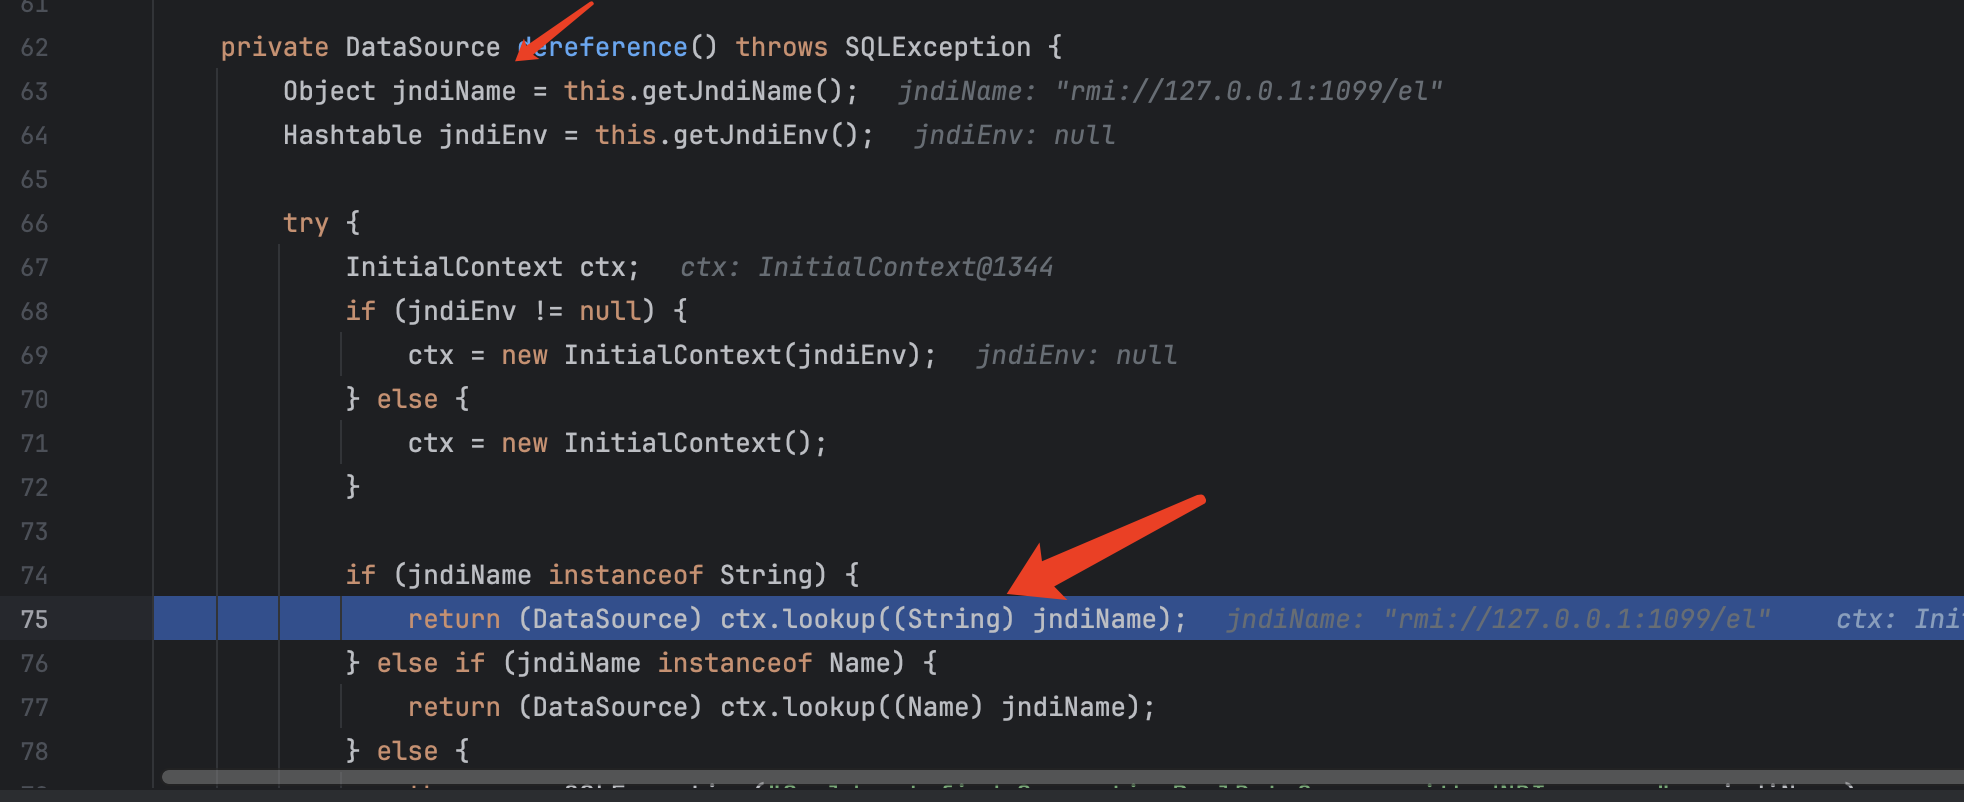 61
62 private DataSource dereference() throws SQLException {
63 Object jndiName = this.getJndiName(); jndiName: "rmi://127.0.0.1:1099/el"
64 Hashtable jndiEnv = this.getJndiEnv(); jndiEnv: null
65
66 try {
67 InitialContext ctx; ctx: InitialContext@1344
68 if (jndiEnv != null) {
69 ctx = new InitialContext(jndiEnv); jndiEnv: null
70 } else {
71 ctx = new InitialContext();
72 }
73
74 if (jndiName instanceof String) {
75 return (DataSource) ctx.lookup((String) jndiName); jndiName: "rmi://127.0.0.1:1099/el" ctx: Init
76 } else if (jndiName instanceof Name) {
77 return (DataSource) ctx.lookup((Name) jndiName);
78 } else {